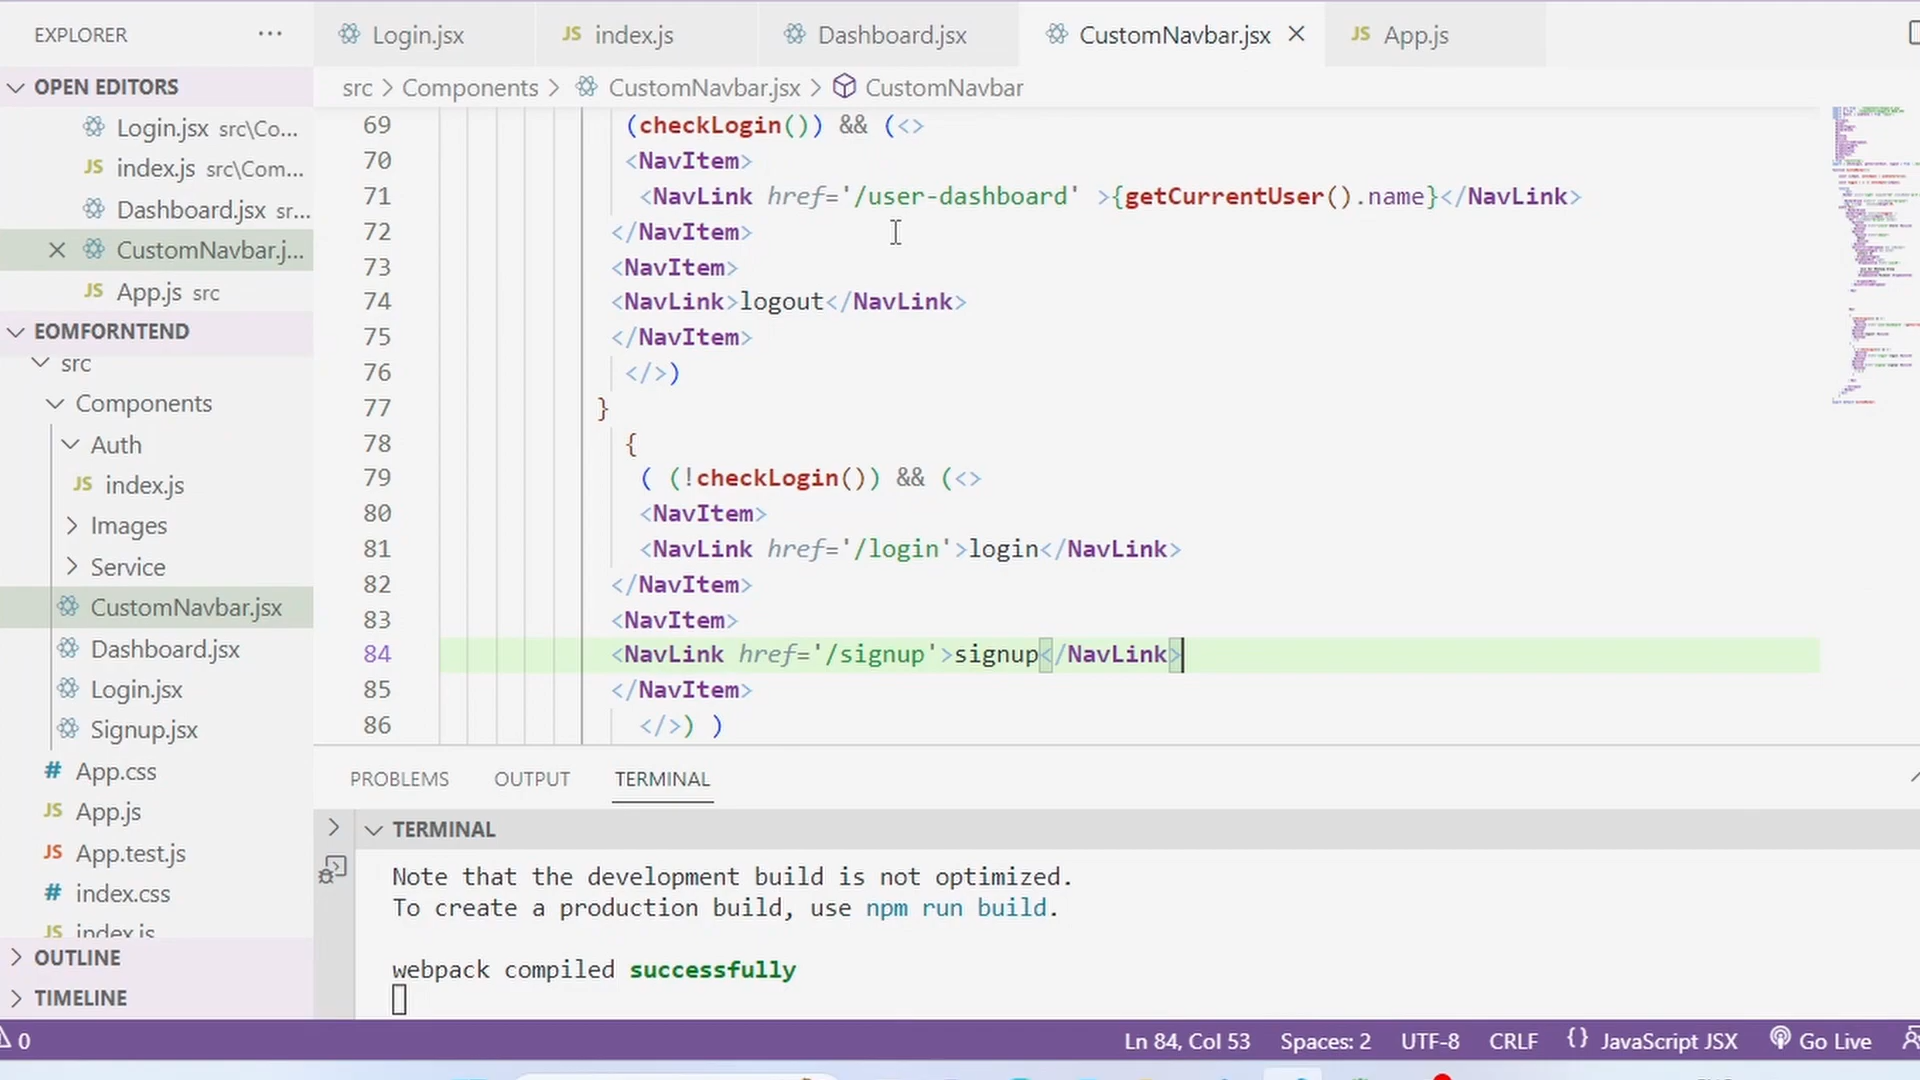 EXPLORER
Login.jsx
index.js
Dashboard.jsx
CustomNavbar.jsx
App.js
OPEN EDITORS
Login.jsx src\Co...
index.js src\Com...
Dashboard.jsx sr...
CustomNavbar.j...
App.js src
EOMFORNTEND
src
Components
Auth
index.js
Images
Service
CustomNavbar.jsx
Dashboard.jsx
Login.jsx
Signup.jsx
App.css
App.js
App.test.js
index.css
index.js
OUTLINE
TIMELINE
src > Components > CustomNavbar.jsx > CustomNavbar
69 (checkLogin()) && (<>
70 <NavItem>
71 <NavLink href='/user-dashboard' >{getCurrentUser().name}</NavLink>
72 </NavItem>
73 <NavItem>
74 <NavLink>logout</NavLink>
75 </NavItem>
76 </>)
77 }
78 {
79 ( (!checkLogin()) && (<>
80 <NavItem>
81 <NavLink href='/login'>login</NavLink>
82 </NavItem>
83 <NavItem>
84 <NavLink href='/signup'>signup</NavLink>
85 </NavItem>
86 </>) )
PROBLEMS OUTPUT TERMINAL
TERMINAL
Note that the development build is not optimized.
To create a production build, use npm run build.
webpack compiled successfully
0
Ln 84, Col 53 Spaces: 2 UTF-8 CRLF {} JavaScript JSX Go Live